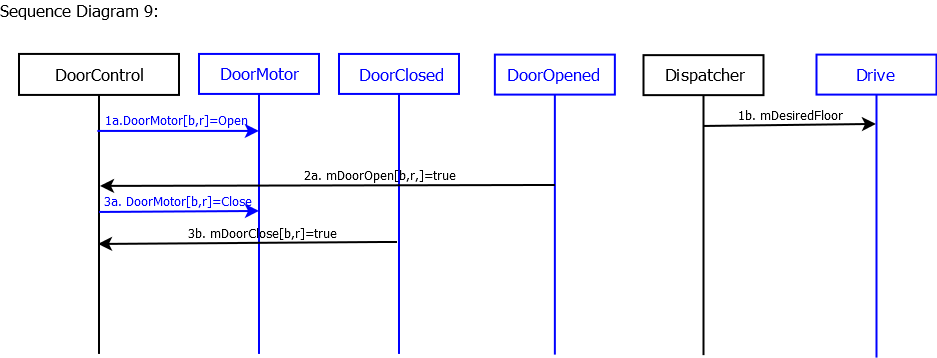 Sequence Diagram 9:
DoorControl
DoorMotor
DoorClosed
DoorOpened
Dispatcher
Drive
1a.DoorMotor[b,r]=Open
1b. mDesiredFloor
2a. mDoorOpen[b,r,]=true
3a. DoorMotor[b,r]=Close
3b. mDoorClose[b,r]=true